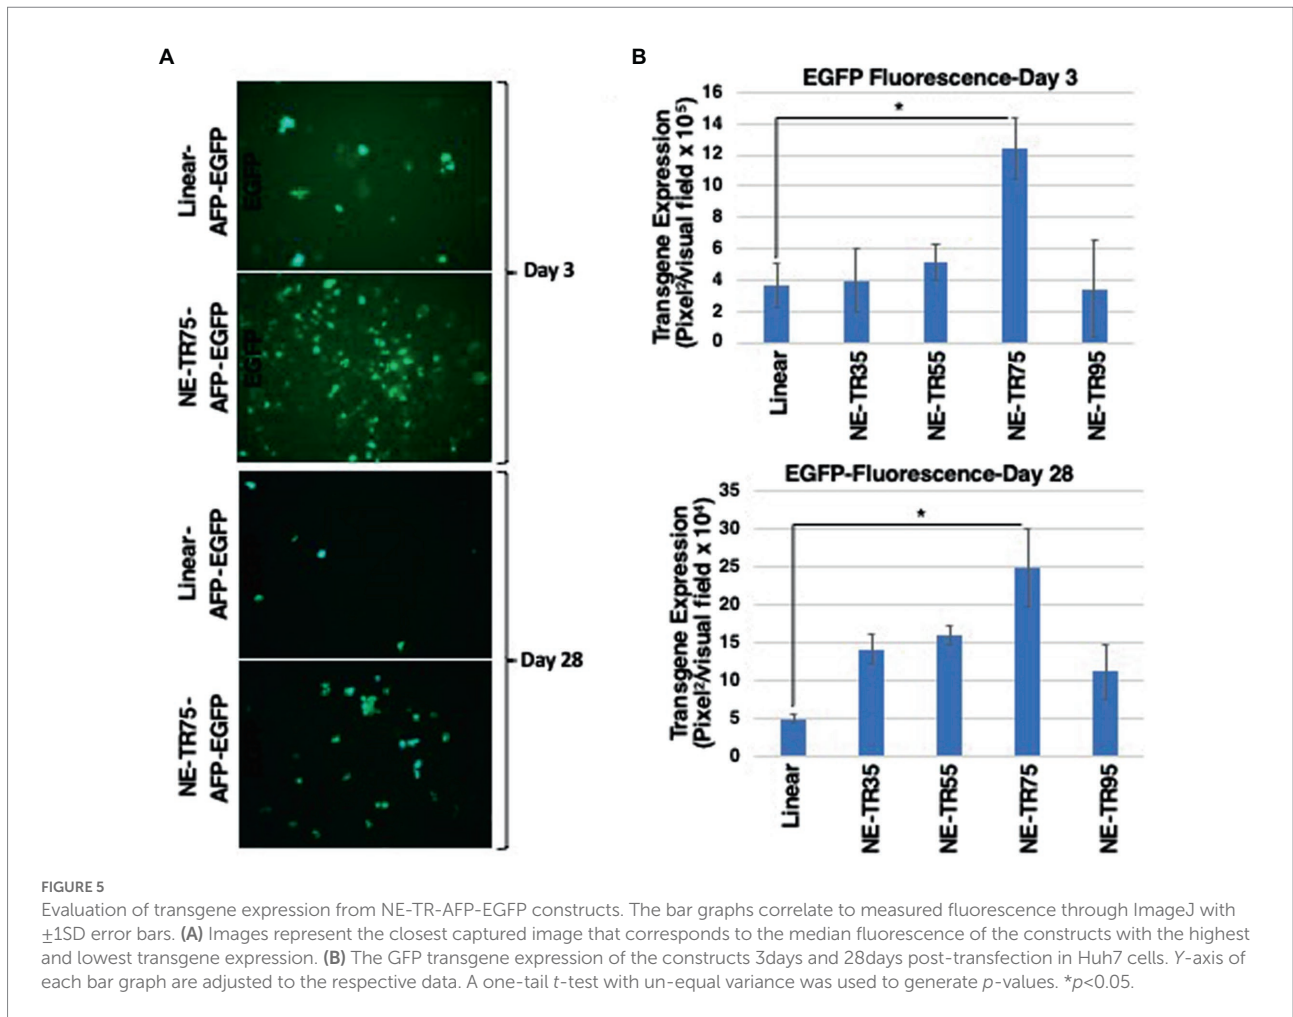 A
Linear-
AFP-EGFP
EGFP
NE-TR75-
AFP-EGFP
EGFP
Day 3
Linear-
AFP-EGFP
NE-TR75-
AFP-EGFP
Day 28
B
EGFP Fluorescence-Day 3
Transgene Expression
(Pixel²/visual field x 10⁵)
16
14
12
10
8
6
4
2
0
*
Linear
NE-TR35
NE-TR55
NE-TR75
NE-TR95
EGFP-Fluorescence-Day 28
Transgene Expression
(Pixel²/visual field x 10⁴)
35
30
25
20
15
10
5
0
*
Linear
NE-TR35
NE-TR55
NE-TR75
NE-TR95
FIGURE 5
Evaluation of transgene expression from NE-TR-AFP-EGFP constructs. The bar graphs correlate to measured fluorescence through ImageJ with
±1SD error bars. (A) Images represent the closest captured image that corresponds to the median fluorescence of the constructs with the highest
and lowest transgene expression. (B) The GFP transgene expression of the constructs 3days and 28days post-transfection in Huh7 cells. Y-axis of
each bar graph are adjusted to the respective data. A one-tail t-test with un-equal variance was used to generate p-values. *p<0.05.